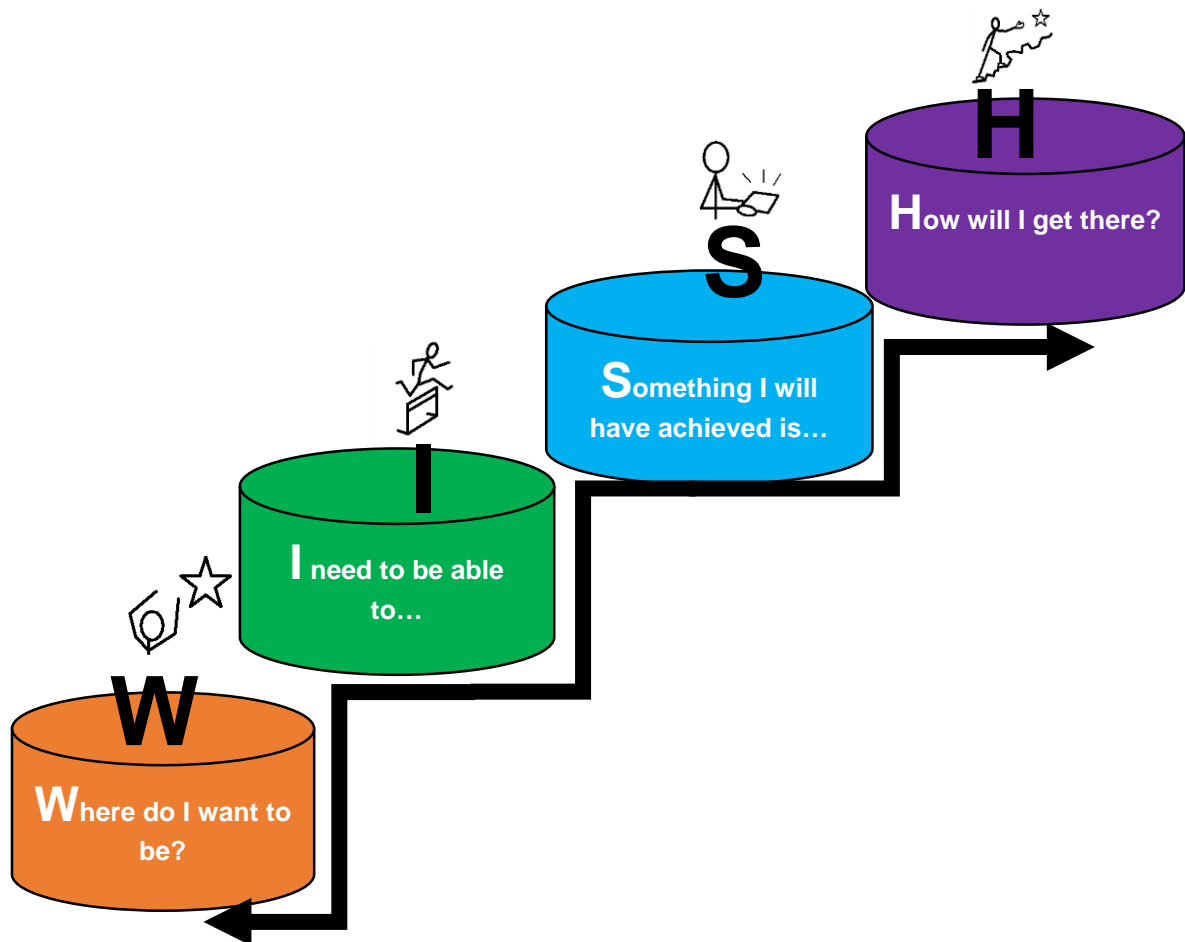 H
How will I get there?
S
Something I will
have achieved is…
I
I need to be able
to…
W
Where do I want to
be?